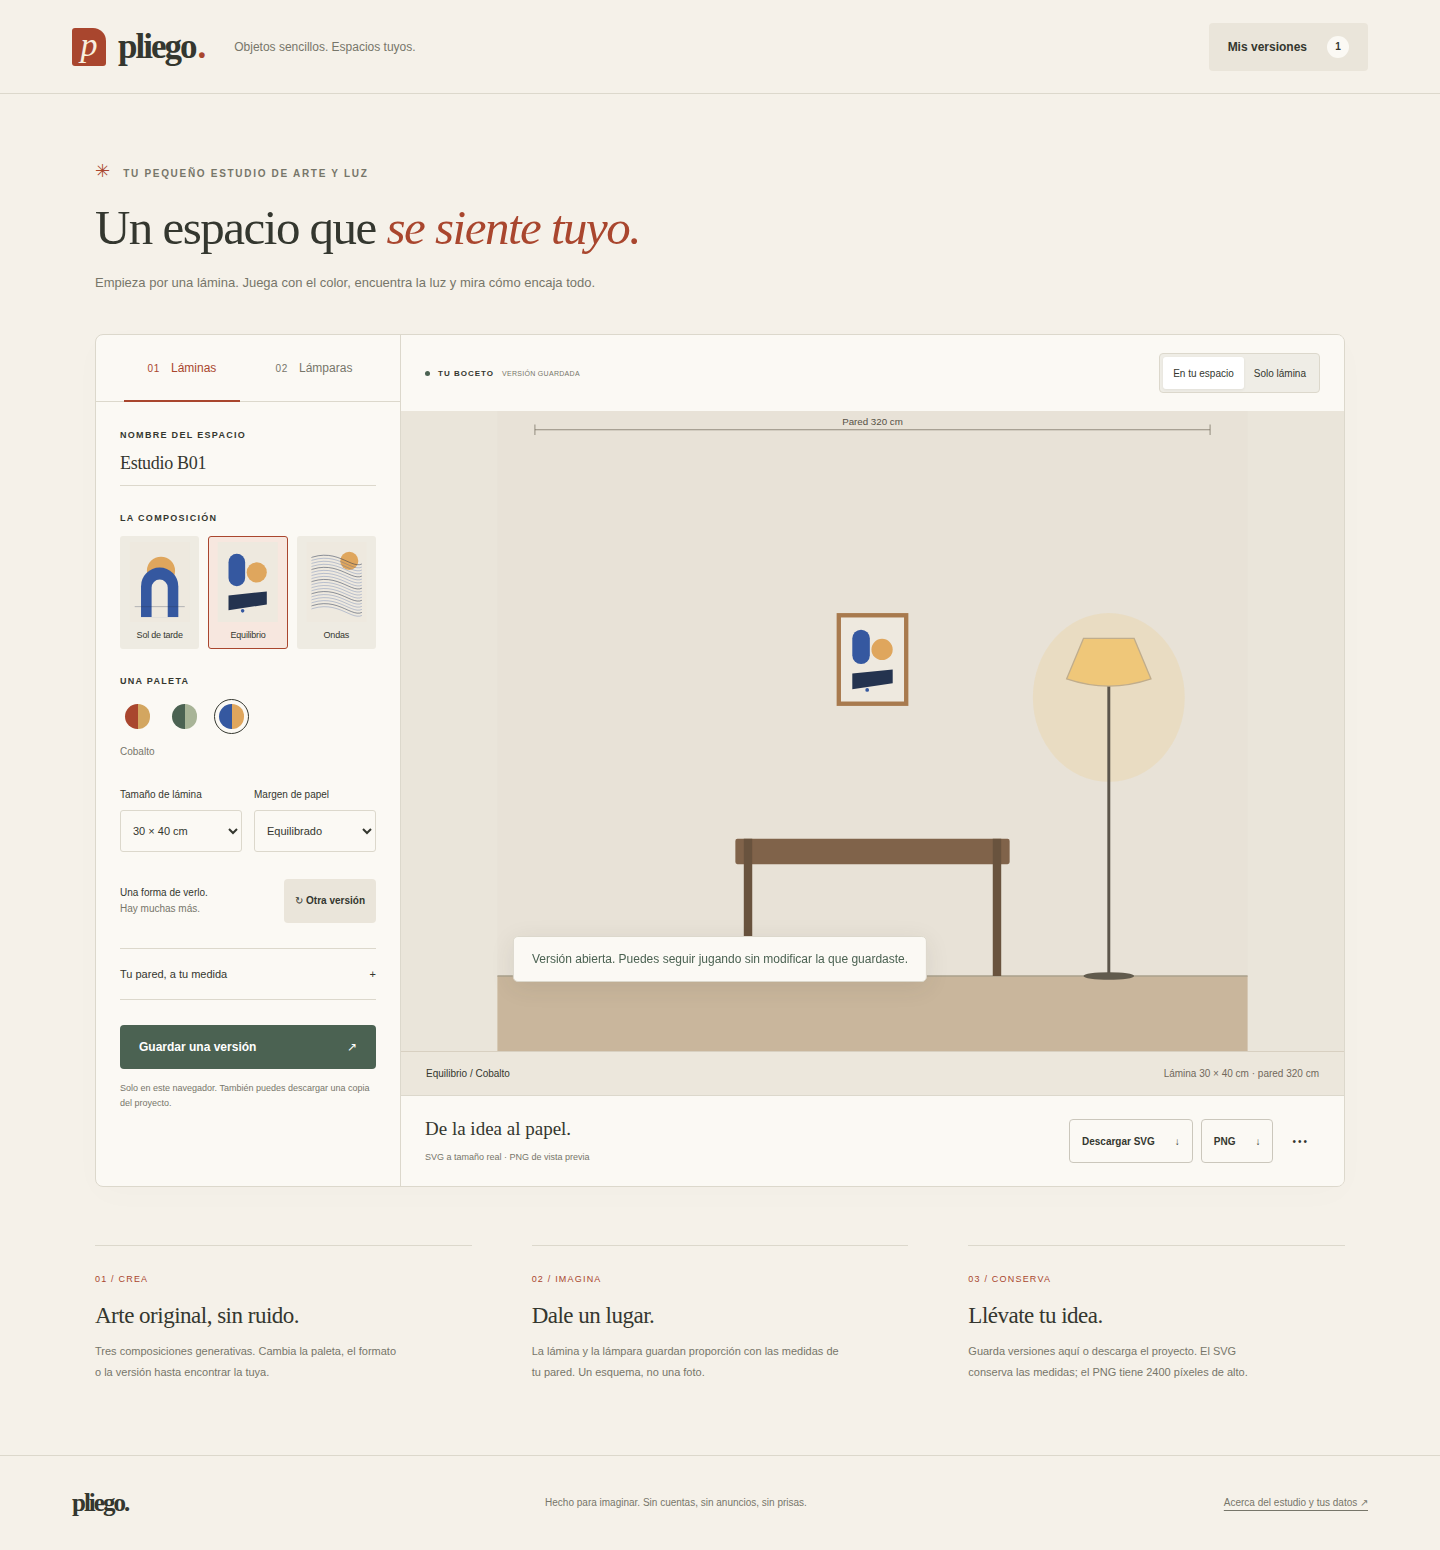 p pliego.
Objetos sencillos. Espacios tuyos.
Mis versiones 1
TU PEQUEÑO ESTUDIO DE ARTE Y LUZ
Un espacio que se siente tuyo.
Empieza por una lámina. Juega con el color, encuentra la luz y mira cómo encaja todo.
01 Láminas
02 Lámparas
NOMBRE DEL ESPACIO
Estudio B01
LA COMPOSICIÓN
Sol de tarde
Equilibrio
Ondas
UNA PALETA
Cobalto
Tamaño de lámina
Margen de papel
30 × 40 cm
Equilibrado
Una forma de verlo.
Hay muchas más.
↻ Otra versión
Tu pared, a tu medida +
Guardar una versión ↗
Solo en este navegador. También puedes descargar una copia
del proyecto.
TU BOCETO VERSIÓN GUARDADA
En tu espacio
Solo lámina
Pared 320 cm
Versión abierta. Puedes seguir jugando sin modificar la que guardaste.
Equilibrio / Cobalto
Lámina 30 × 40 cm · pared 320 cm
De la idea al papel.
SVG a tamaño real · PNG de vista previa
Descargar SVG ↓
PNG ↓
•••
01 / CREA
Arte original, sin ruido.
Tres composiciones generativas. Cambia la paleta, el formato
o la versión hasta encontrar la tuya.
02 / IMAGINA
Dale un lugar.
La lámina y la lámpara guardan proporción con las medidas de
tu pared. Un esquema, no una foto.
03 / CONSERVA
Llévate tu idea.
Guarda versiones aquí o descarga el proyecto. El SVG
conserva las medidas; el PNG tiene 2400 píxeles de alto.
pliego.
Hecho para imaginar. Sin cuentas, sin anuncios, sin prisas.
Acerca del estudio y tus datos ↗